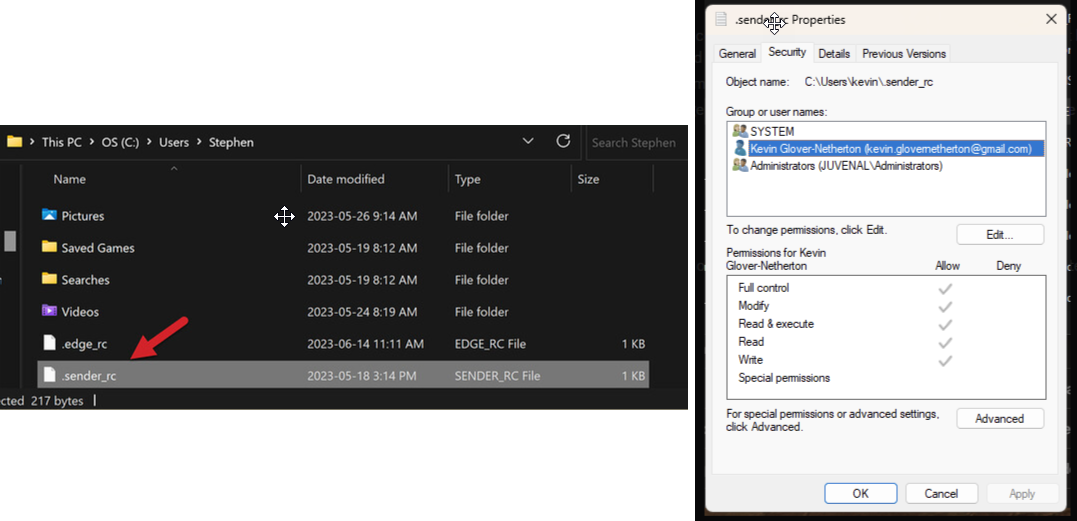 This PC > OS (C:) > Users > Stephen
Search Stephen
Name Date modified Type Size
Pictures 2023-05-26 9:14 AM File folder
Saved Games 2023-05-19 8:12 AM File folder
Searches 2023-05-19 8:12 AM File folder
Videos 2023-05-24 8:19 AM File folder
.edge_rc 2023-06-14 11:11 AM EDGE_RC File 1 KB
.sender_rc 2023-05-18 3:14 PM SENDER_RC File 1 KB
cted 217 bytes
Properties
General Security Details Previous Versions
Object name: C:\Users\kevin\.sender_rc
Group or user names:
SYSTEM
Kevin Glover-Netherton (kevin.glovernetherton@gmail.com)
Administrators (JUVENAL\Administrators)
To change permissions, click Edit.
Edit...
Permissions for Kevin
Glover-Netherton Allow Deny
Full control
Modify
Read & execute
Read
Write
Special permissions
For special permissions or advanced settings,
click Advanced.
Advanced
OK Cancel Apply